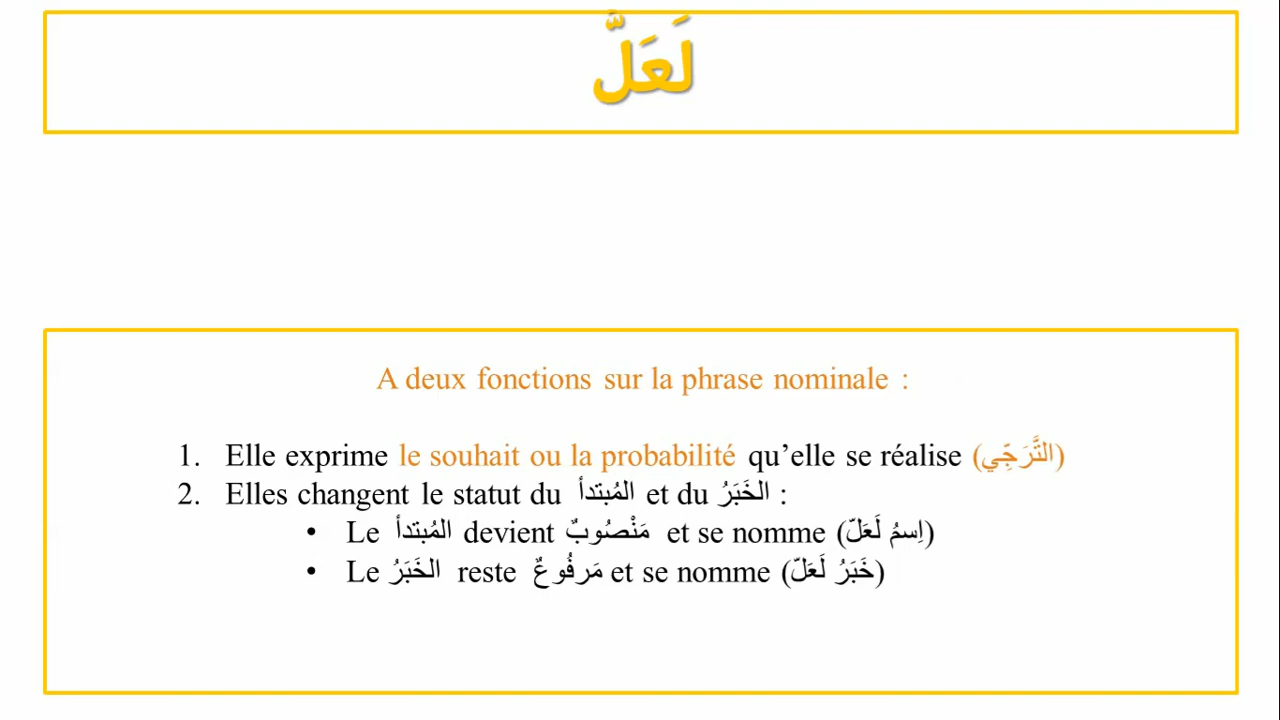 لَعَلَّ
A deux fonctions sur la phrase nominale :
1. Elle exprime le souhait ou la probabilité qu’elle se réalise (التَّرَجِّي)
2. Elles changent le statut du المُبتدأ et du الخَبَرُ :
• Le المُبتدأ devient مَنْصُوبٌ et se nomme (اِسمُ لَعَلّ)
• Le الخَبَرُ reste مَرفُوعٌ et se nomme (خَبَرُ لَعَلّ)